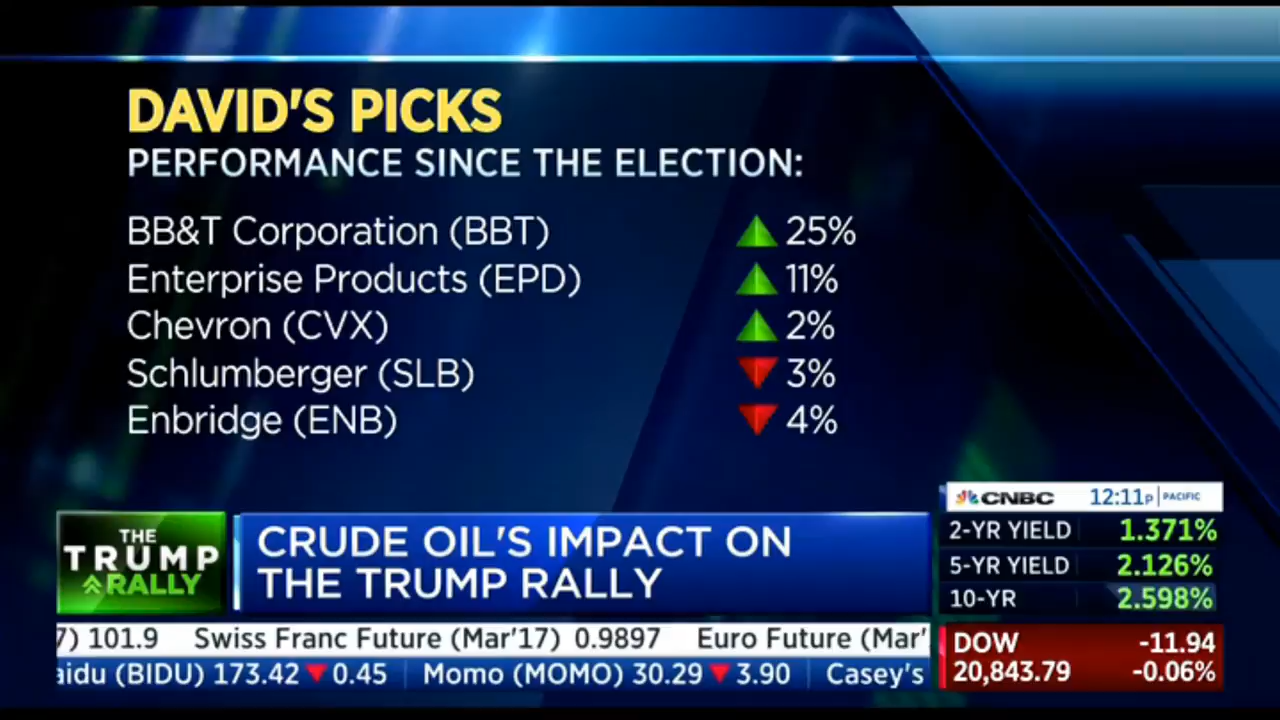 DAVID'S PICKS
PERFORMANCE SINCE THE ELECTION:
BB&T Corporation (BBT) 25%
Enterprise Products (EPD) 11%
Chevron (CVX) 2%
Schlumberger (SLB) 3%
Enbridge (ENB) 4%
THE
TRUMP
RALLY
CRUDE OIL'S IMPACT ON
THE TRUMP RALLY
CNBC 12:11P PACIFIC
2-YR YIELD 1.371%
5-YR YIELD 2.126%
10-YR 2.598%
DOW -11.94
20,843.79 -0.06%
7) 101.9 Swiss Franc Future (Mar'17) 0.9897 Euro Future (Mar'
aidu (BIDU) 173.42 0.45 Momo (MOMO) 30.29 3.90 Casey's